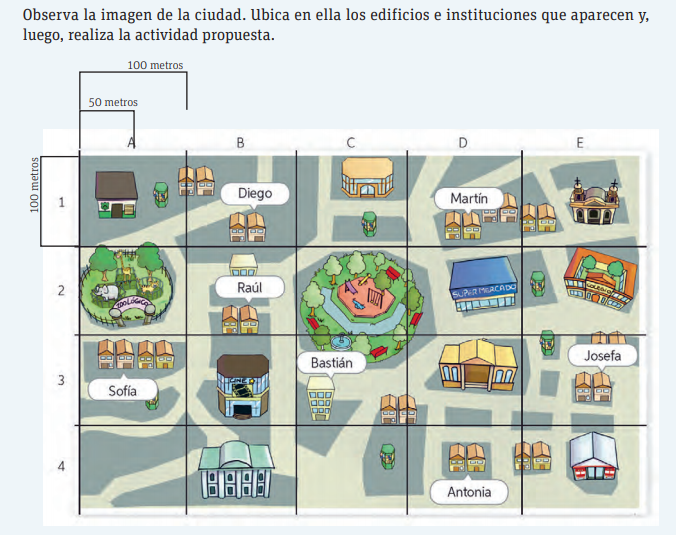 Observa la imagen de la ciudad. Ubica en ella los edificios e instituciones que aparecen y,
luego, realiza la actividad propuesta.
100 metros
50 metros
100 metros
A B C D E
1
Diego
Martín
2
ZOOLÓGICO
Raúl
SUPERMERCADO
COLEGIO
3
Sofía
CINE
Bastián
Josefa
4
Antonia